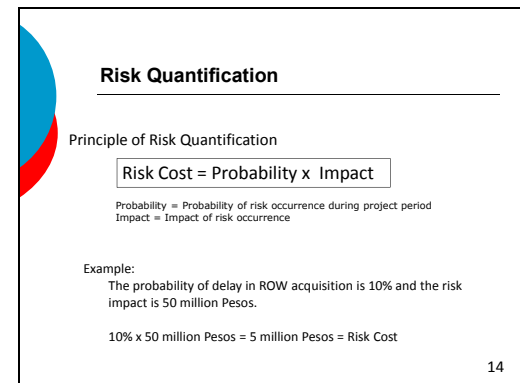 Risk Quantification
Principle of Risk Quantification
Risk Cost = Probability x Impact
Probability = Probability of risk occurrence during project period
Impact = Impact of risk occurrence
Example:
The probability of delay in ROW acquisition is 10% and the risk
impact is 50 million Pesos.
10% x 50 million Pesos = 5 million Pesos = Risk Cost
14